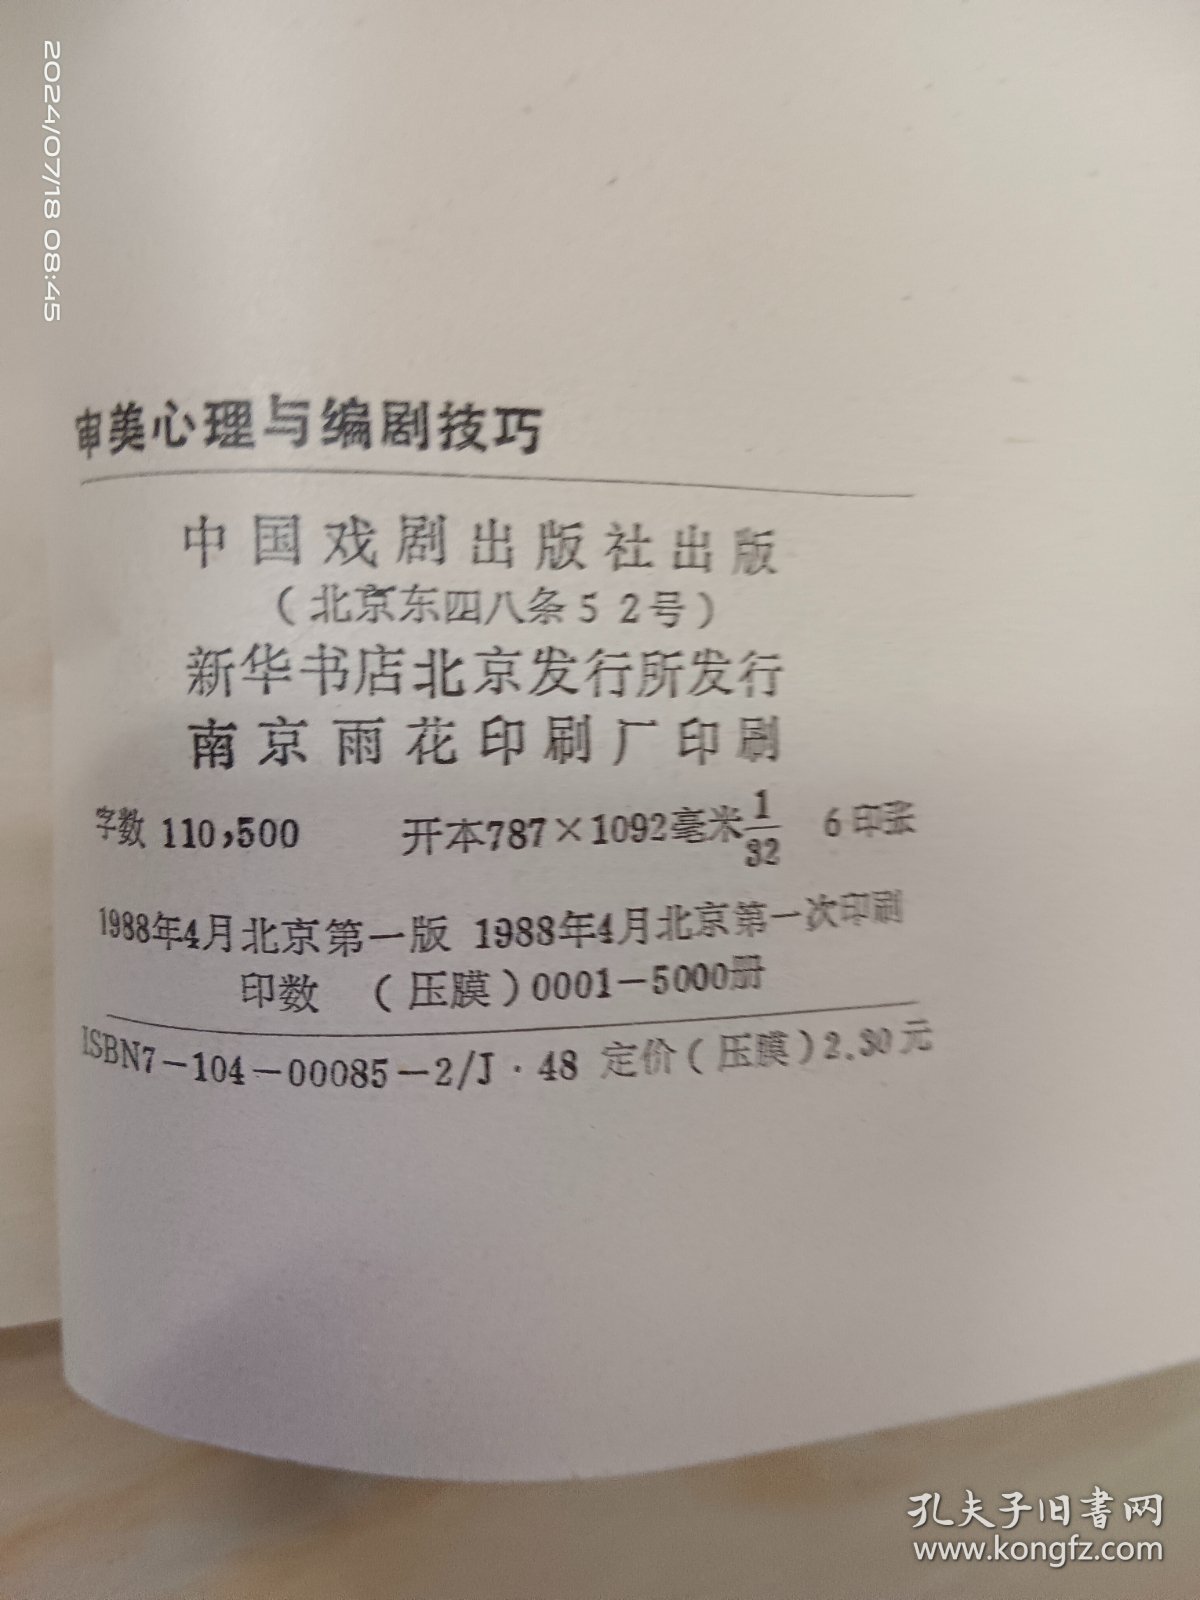 2024/07/18 08:45
审美心理与编剧技巧
中国戏剧出版社出版
（北京东四八条52号）
新华书店北京发行所发行
南京雨花印刷厂印刷
字数 110,500 开本787×1092毫米1/32 6印张
1988年4月北京第一版 1988年4月北京第一次印刷
印数 （压膜）0001-5000册
ISBN7-104-00085-2/J·48 定价（压膜）2.30元
孔夫子旧书网
www.kongfz.com